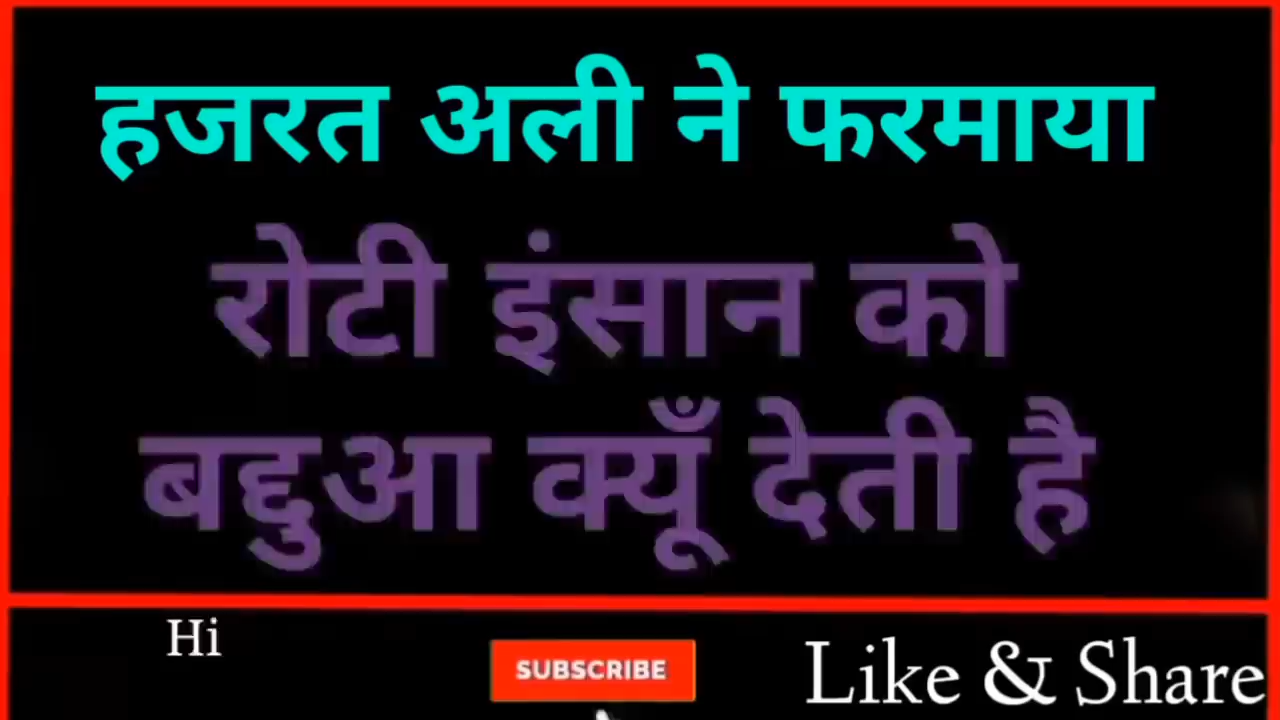 हजरत अली ने फरमाया
रोटी इंसान को
बद्दुआ क्यूँ देती है
Hi
SUBSCRIBE
Like & Share